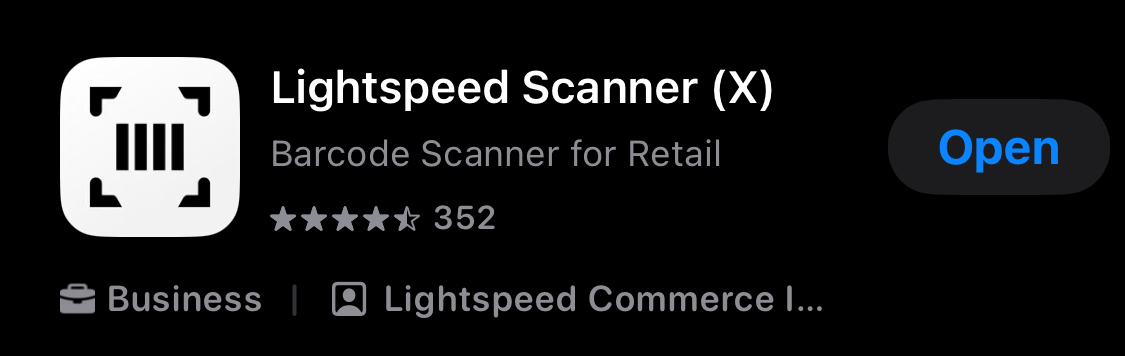 Lightspeed Scanner (X)
Barcode Scanner for Retail
352
Open
Business
Lightspeed Commerce I...